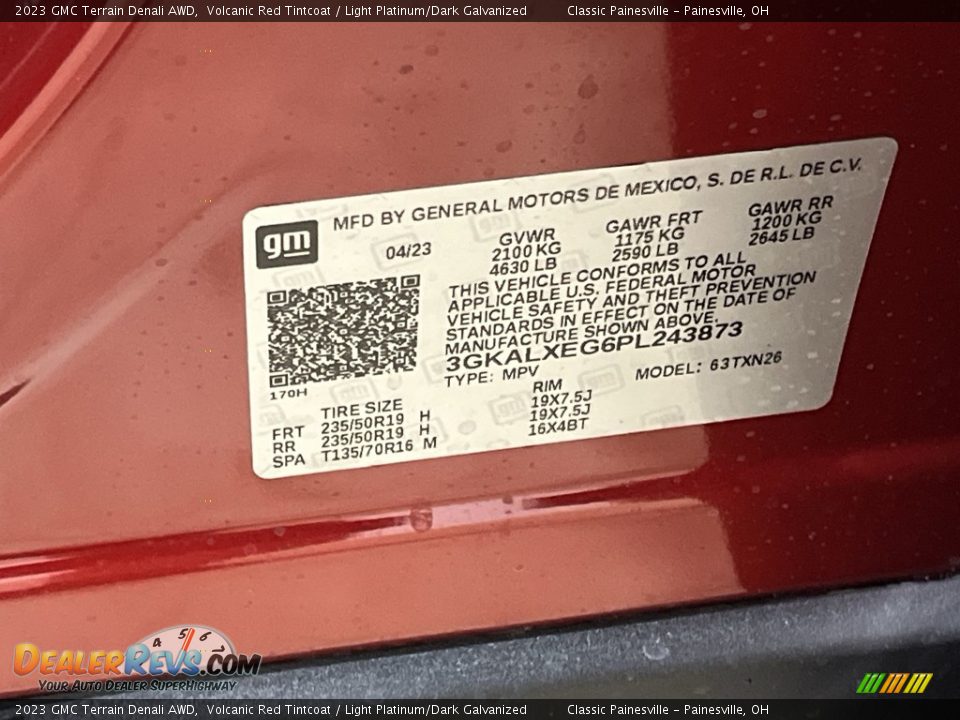 2023 GMC Terrain Denali AWD, Volcanic Red Tintcoat / Light Platinum/Dark Galvanized Classic Painesville - Painesville, OH
gm
MFD BY GENERAL MOTORS DE MEXICO, S. DE R.L. DE C.V.
04/23
GVWR GAWR FRT GAWR RR
2100 KG 1175 KG 1200 KG
4630 LB 2590 LB 2645 LB
THIS VEHICLE CONFORMS TO ALL
APPLICABLE U.S. FEDERAL MOTOR
VEHICLE SAFETY AND THEFT PREVENTION
STANDARDS IN EFFECT ON THE DATE OF
MANUFACTURE SHOWN ABOVE.
3GKALXEG6PL243873
TYPE: MPV MODEL: 63TXN26
170H
TIRE SIZE RIM
FRT 235/50R19 H 19X7.5J
RR 235/50R19 H 19X7.5J
SPA T135/70R16 M 16X4BT
4 5 6
DEALERREVS.COM
YOUR AUTO DEALER SUPERHIGHWAY
2023 GMC Terrain Denali AWD, Volcanic Red Tintcoat / Light Platinum/Dark Galvanized Classic Painesville - Painesville, OH